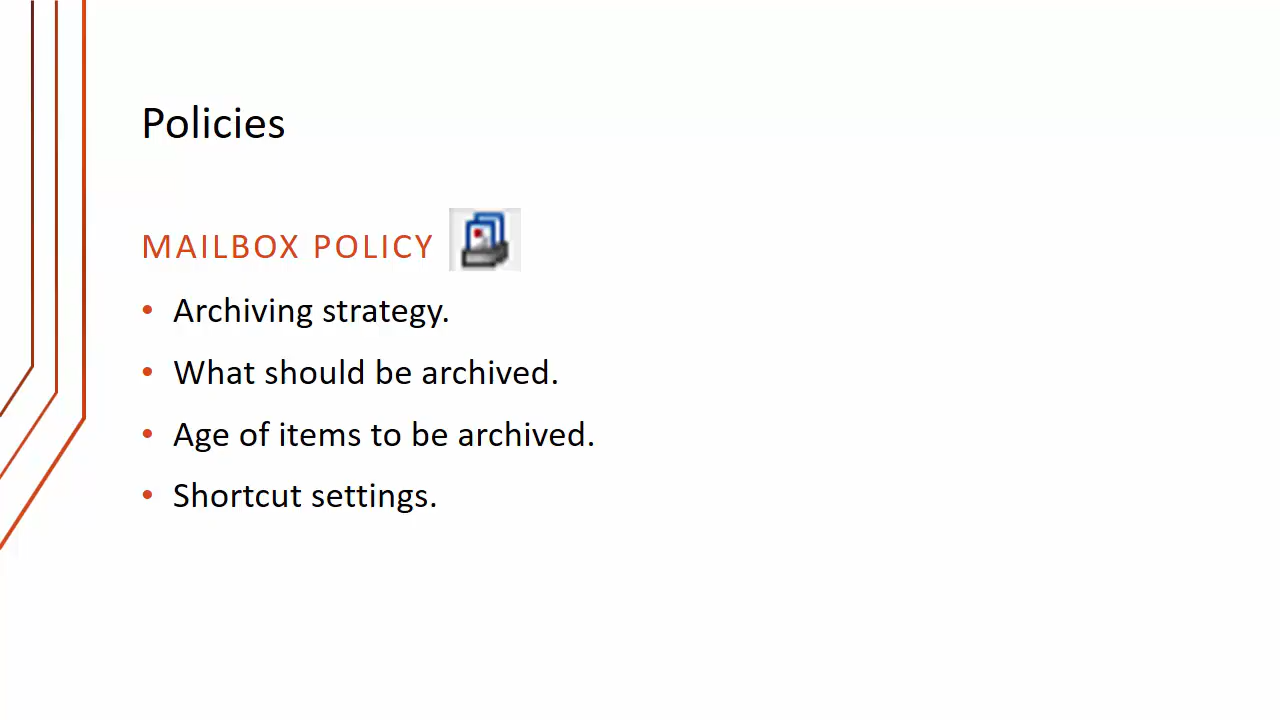 Policies
MAILBOX POLICY
• Archiving strategy.
• What should be archived.
• Age of items to be archived.
• Shortcut settings.